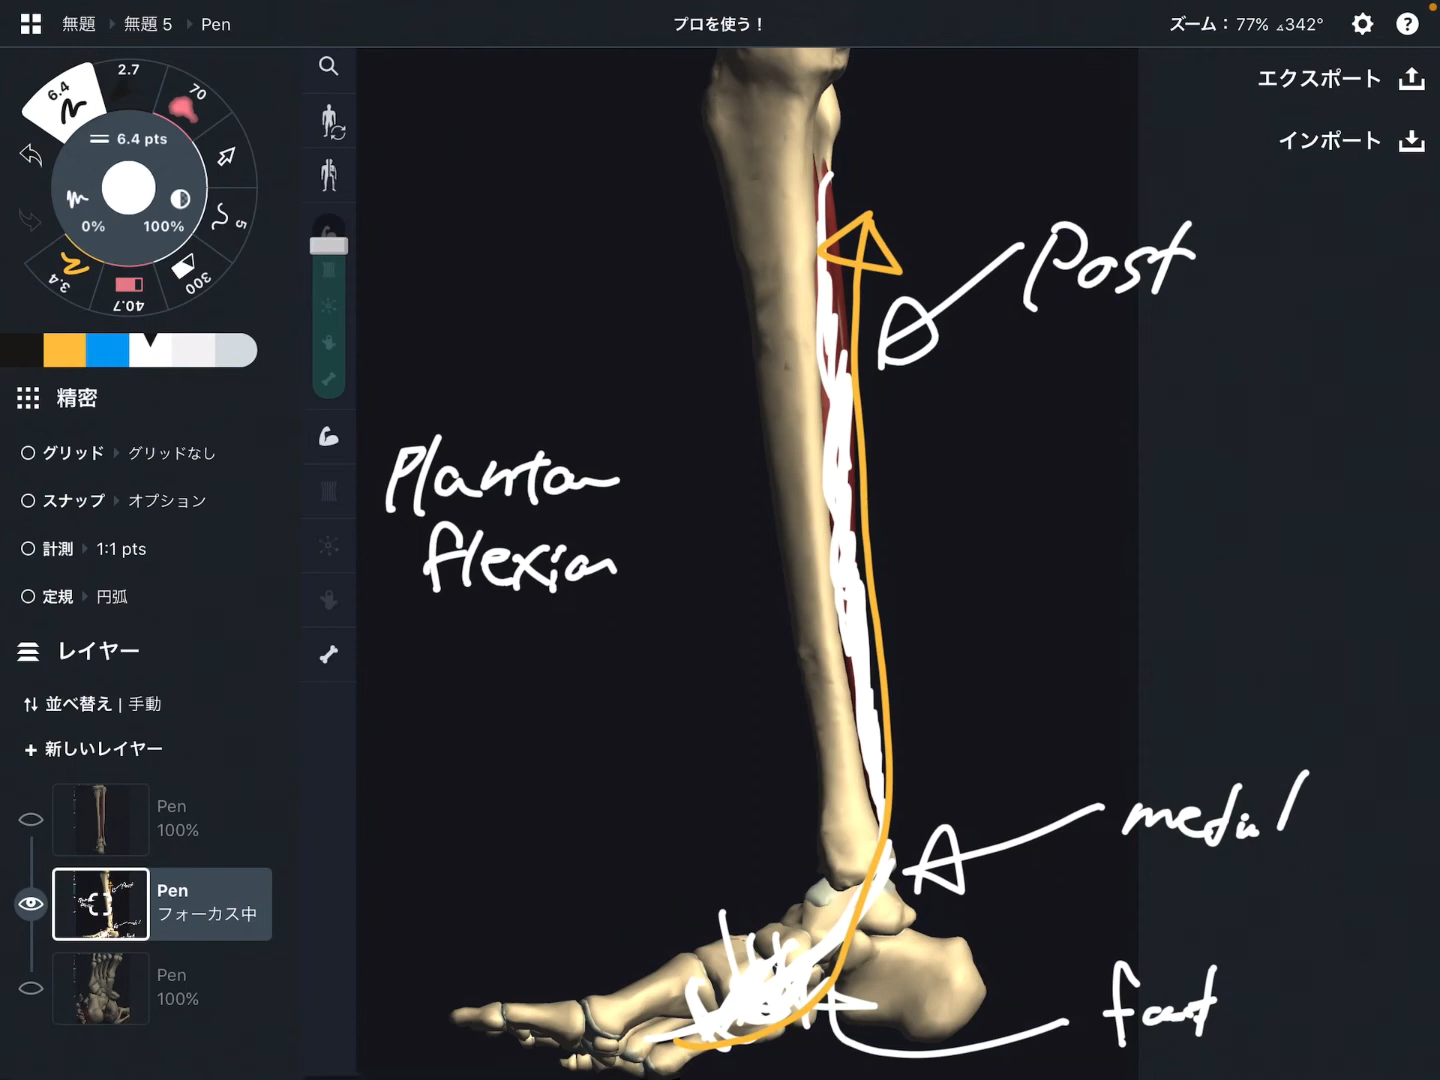 無題 無題 5 Pen
プロを使う！
ズーム：77% ⊿342°
エクスポート
インポート
6.4
2.7
70
5
300
40.7
3.4
6.4 pts
0% 100%
精密
グリッド グリッドなし
スナップ オプション
計測 1:1 pts
定規 円弧
レイヤー
並べ替え | 手動
+ 新しいレイヤー
Pen
100%
Pen
フォーカス中
Pen
100%
Post
Plantar
flexion
medial
foot